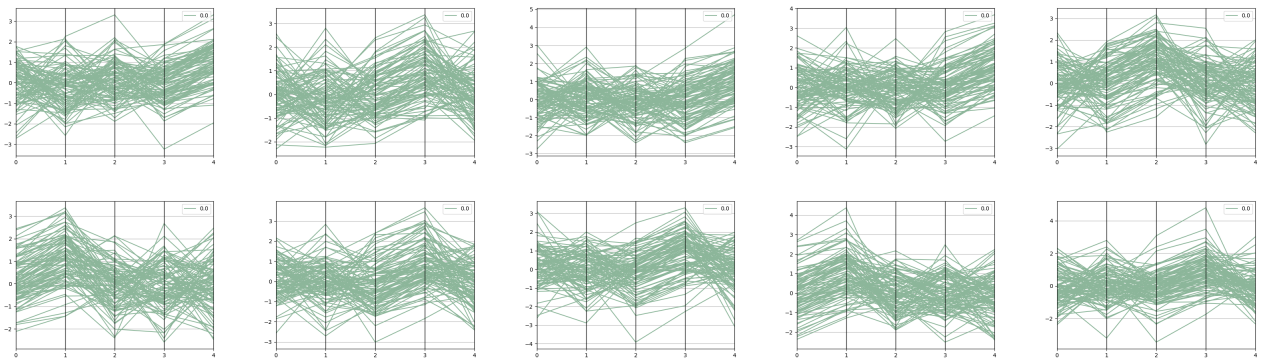 0.0 0.0 0.0 0.0 0.0
3 3 5 4 3
2 2 4 3 2
1 1 3 2 1
0 0 2 1 0
−1 −1 1 0 −1
−2 −2 0 −1 −2
−3 −1 −2 −3
−2 −3
−3
0 1 2 3 4 0 1 2 3 4 0 1 2 3 4 0 1 2 3 4 0 1 2 3 4
0.0 0.0 0.0 0.0 0.0
3 3 3 4 4
2 2 2 3 2
1 1 1 2 0
0 0 0 1 −2
−1 −1 −1 0
−2 −2 −2 −1
−3 −3 −2
−4
0 1 2 3 4 0 1 2 3 4 0 1 2 3 4 0 1 2 3 4 0 1 2 3 4